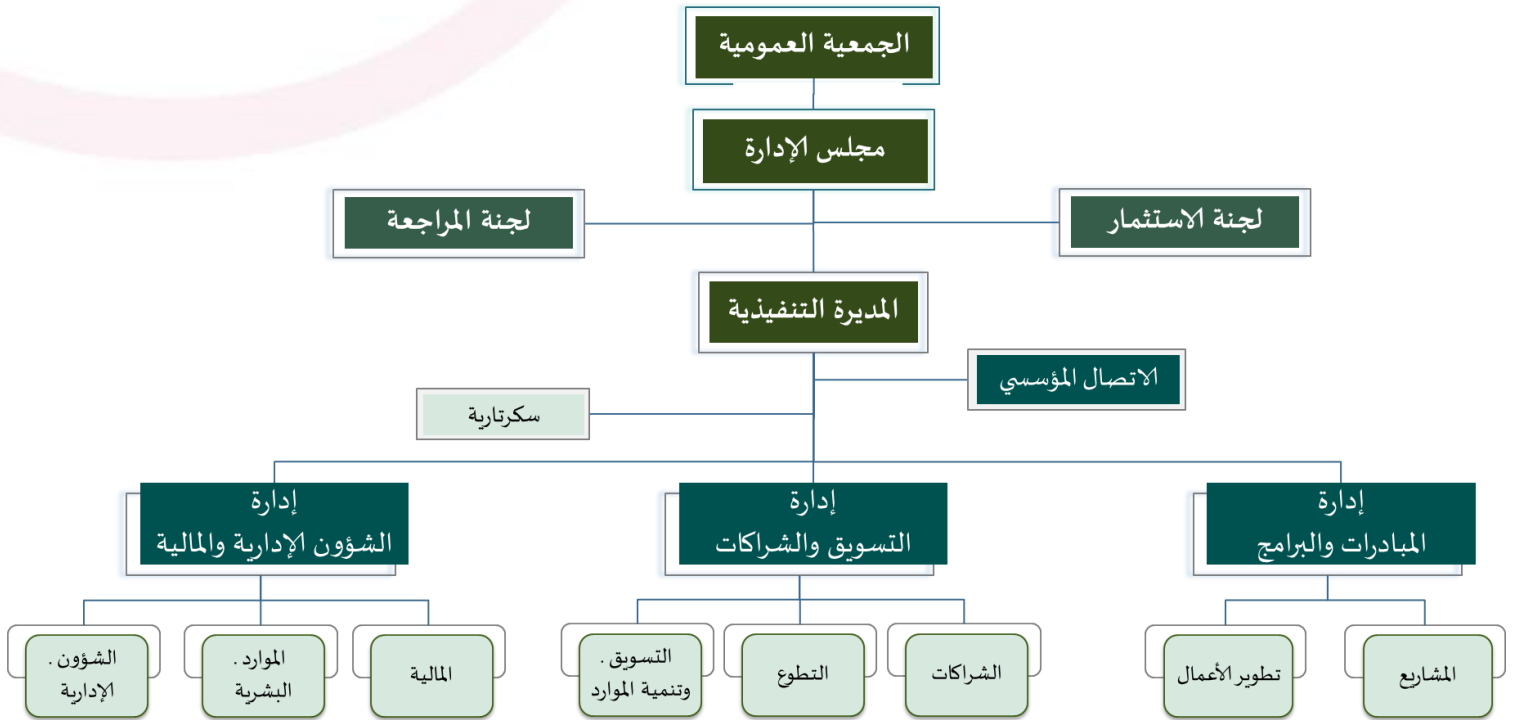 الجمعية العمومية
مجلس الإدارة
لجنة الاستثمار
لجنة المراجعة
المديرة التنفيذية
الاتصال المؤسسي
سكرتارية
إدارة
المبادرات والبرامج
إدارة
التسويق والشراكات
إدارة
الشؤون الإدارية والمالية
المشاريع
تطوير الأعمال
الشراكات
التطوع
التسويق .
وتنمية الموارد
المالية
الموارد .
البشرية
الشؤون .
الإدارية